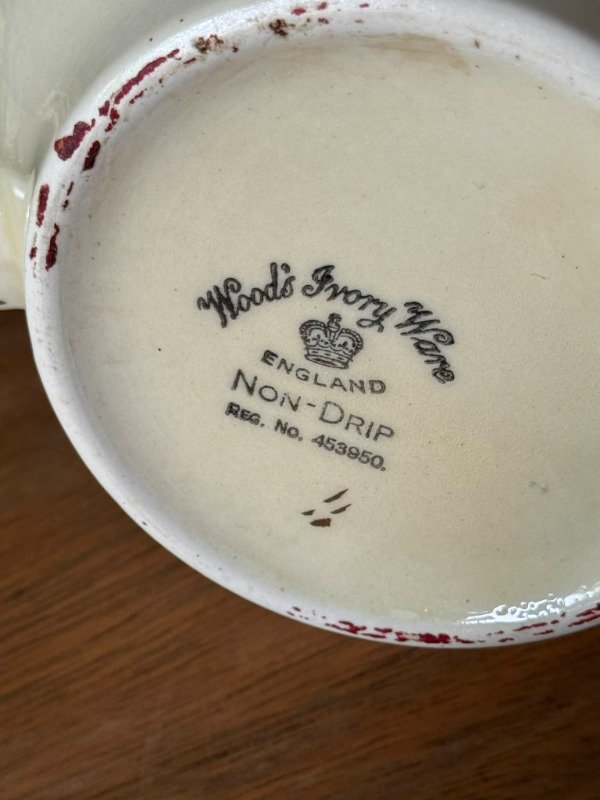 Wood's Ivory Ware
ENGLAND
NON-DRIP
REG. No. 453950.